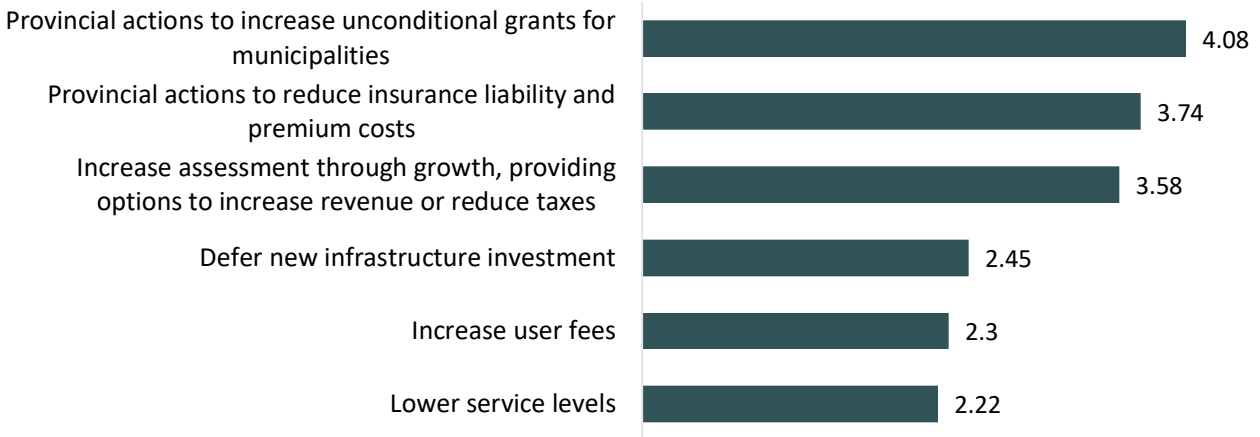 Provincial actions to increase unconditional grants for
municipalities
4.08
Provincial actions to reduce insurance liability and
premium costs
3.74
Increase assessment through growth, providing
options to increase revenue or reduce taxes
3.58
Defer new infrastructure investment
2.45
Increase user fees
2.3
Lower service levels
2.22